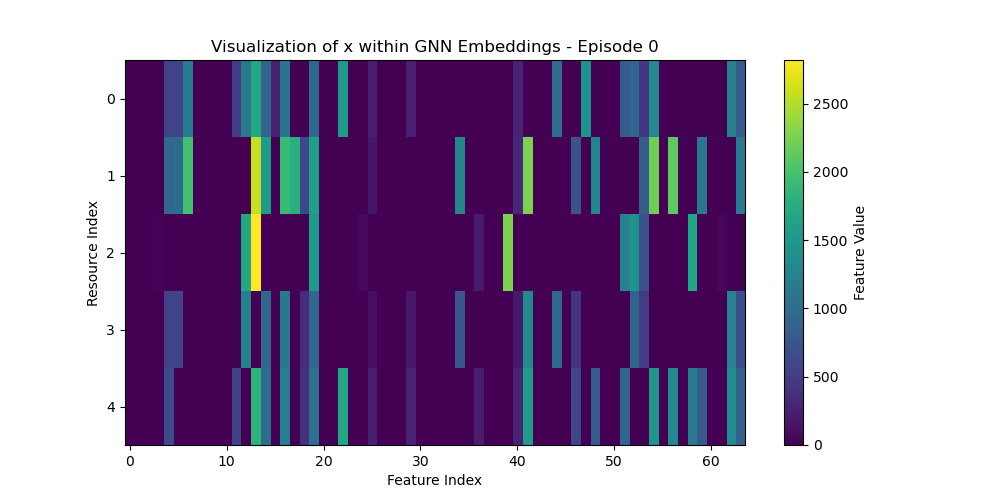 Visualization of x within GNN Embeddings - Episode 0
Resource Index
0
1
2
3
4
0 10 20 30 40 50 60
Feature Index
2500
2000
1500
1000
500
0
Feature Value